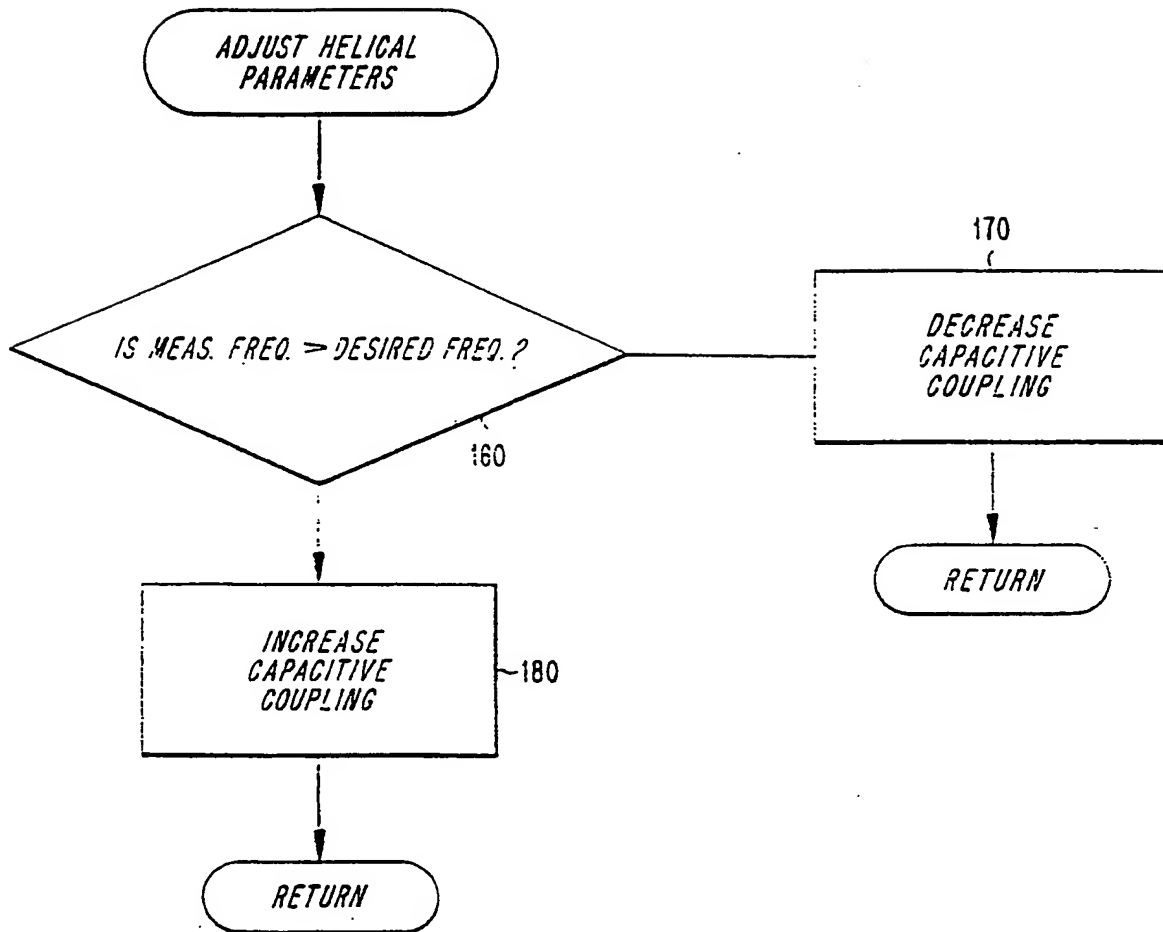 ADJUST HELICAL
PARAMETERS
IS MEAS. FREQ. > DESIRED FREQ.?
160
170
DECREASE
CAPACITIVE
COUPLING
RETURN
INCREASE
CAPACITIVE
COUPLING
180
RETURN